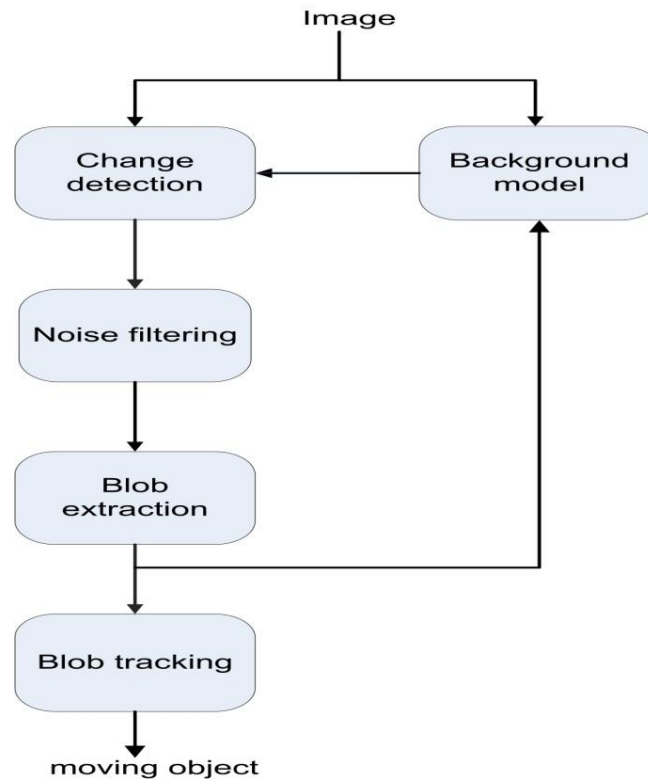 Image
Change
detection
Background
model
Noise filtering
Blob
extraction
Blob tracking
moving object